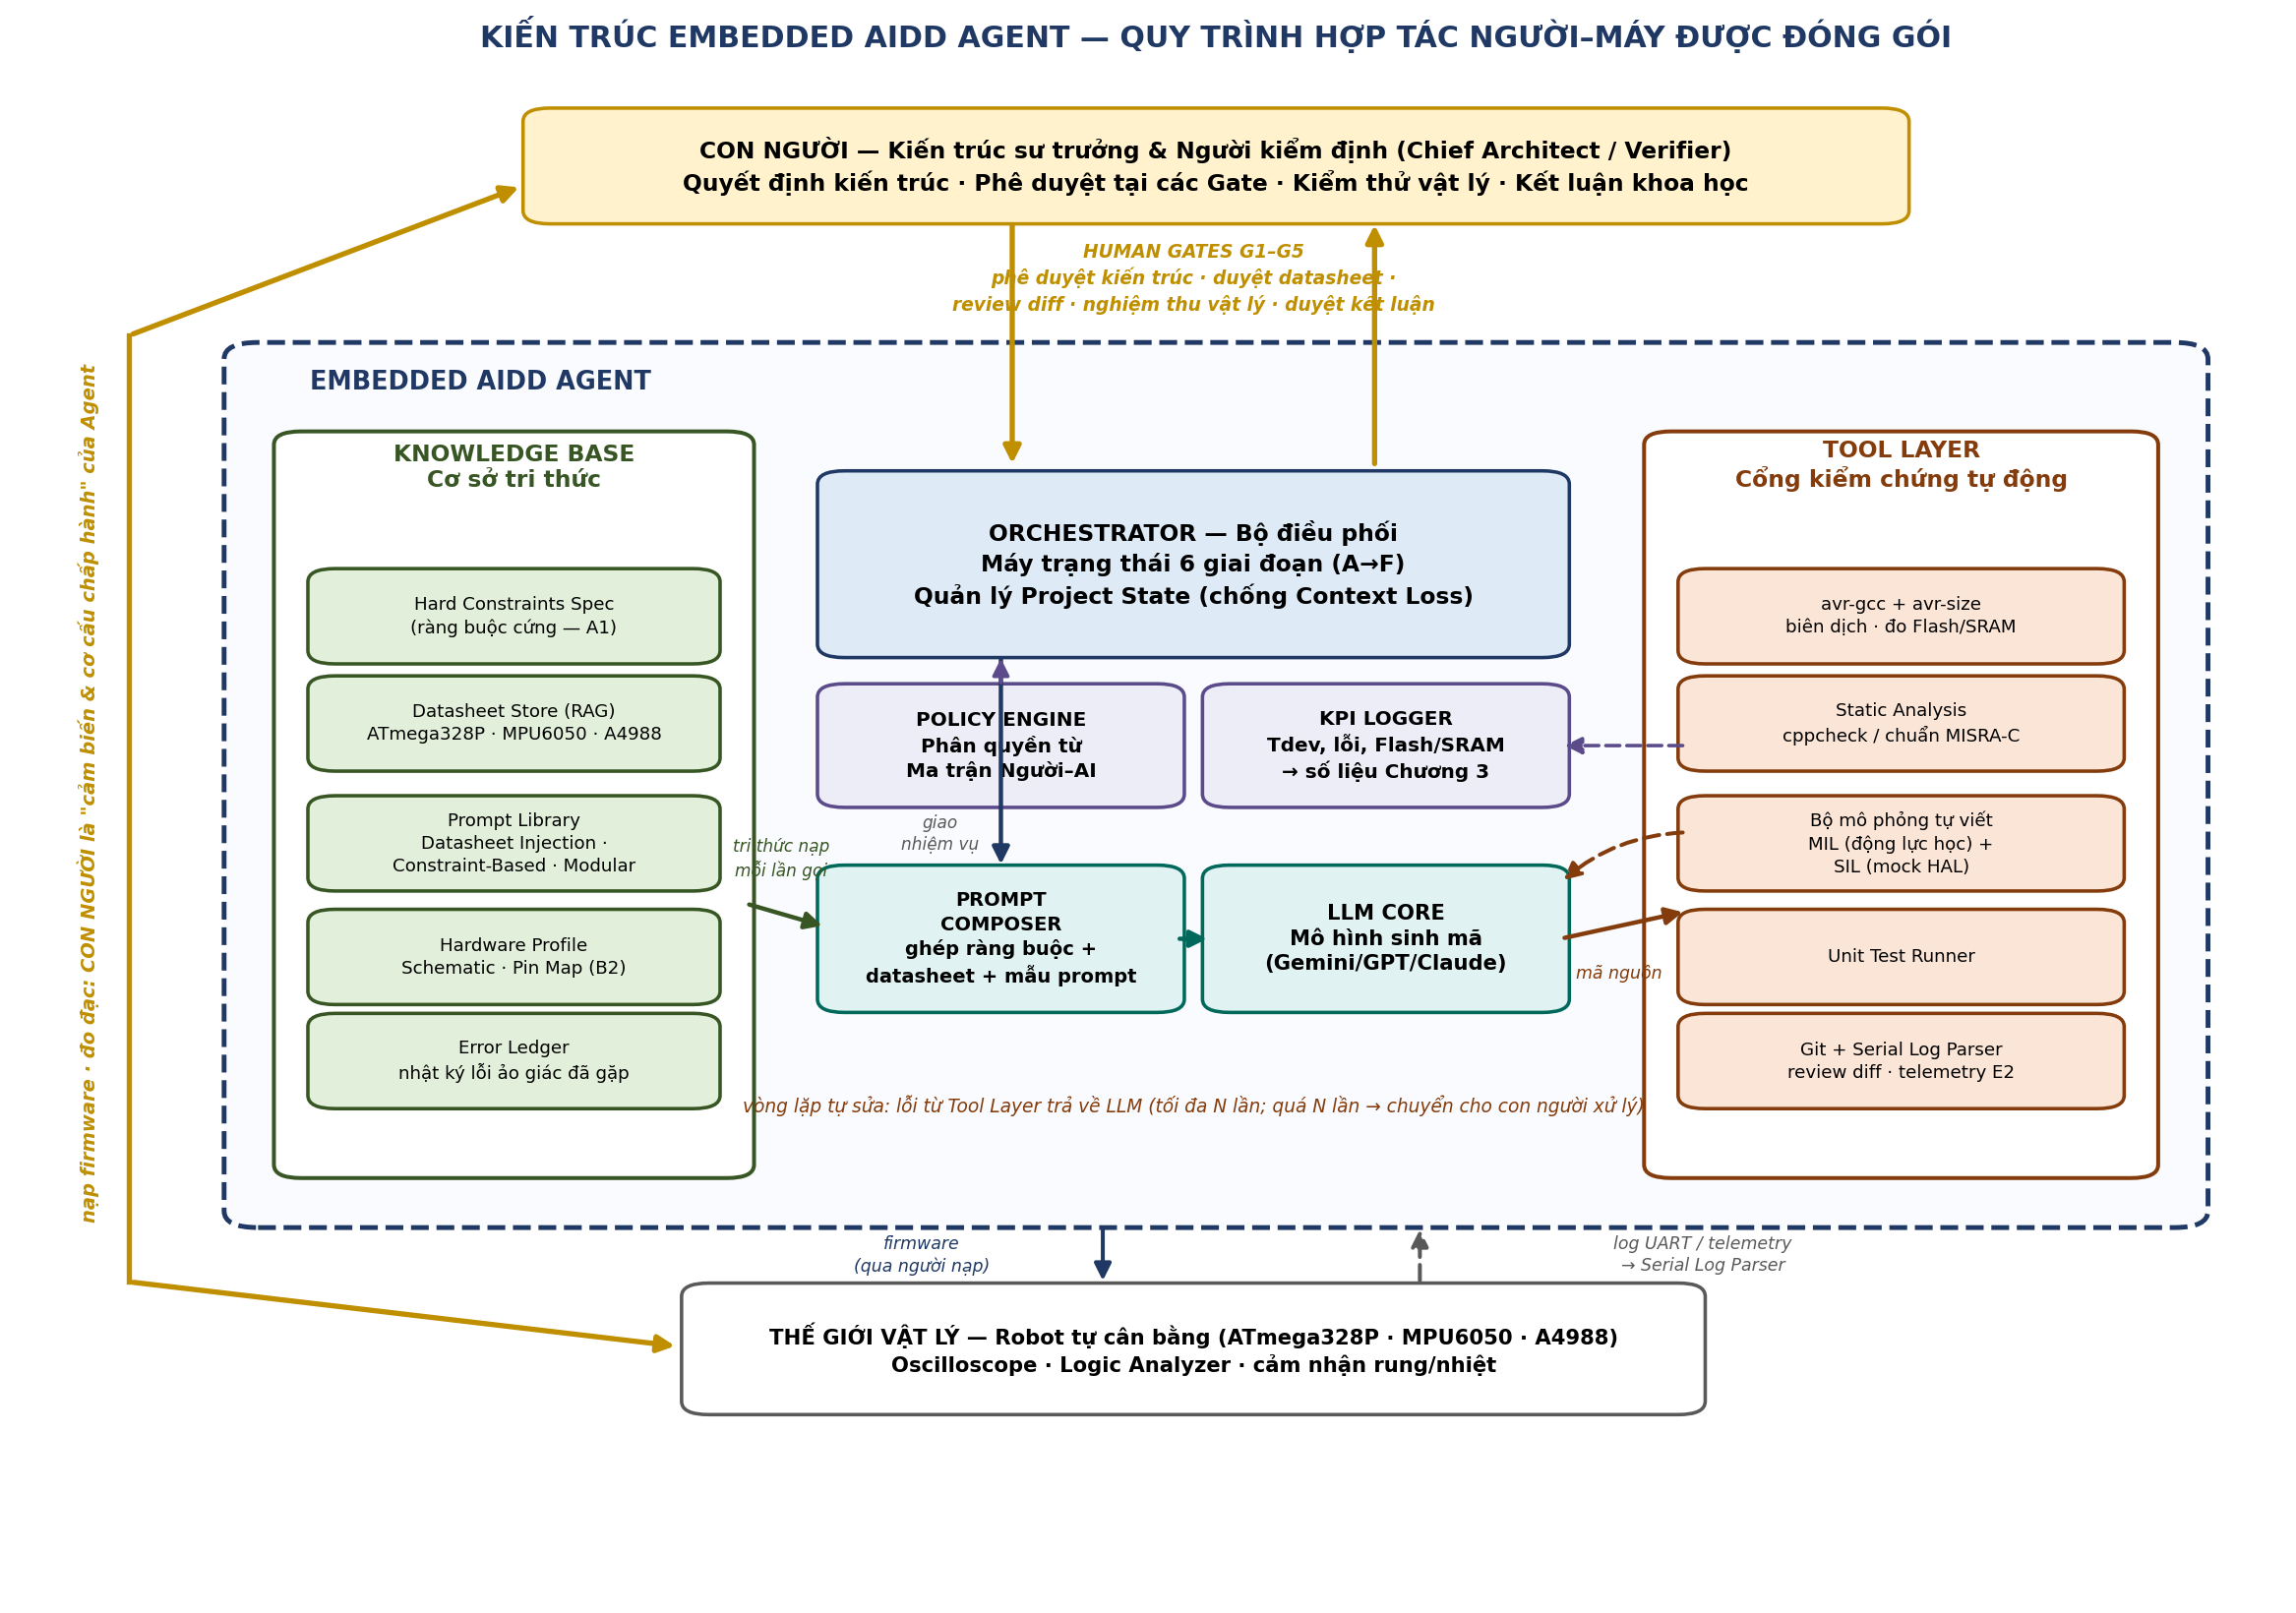 KIẾN TRÚC EMBEDDED AIDD AGENT — QUY TRÌNH HỢP TÁC NGƯỜI–MÁY ĐƯỢC ĐÓNG GÓI
CON NGƯỜI — Kiến trúc sư trưởng & Người kiểm định (Chief Architect / Verifier)
Quyết định kiến trúc · Phê duyệt tại các Gate · Kiểm thử vật lý · Kết luận khoa học
HUMAN GATES G1–G5
phê duyệt kiến trúc · duyệt datasheet ·
review diff · nghiệm thu vật lý · duyệt kết luận
nạp firmware · đo đạc: CON NGƯỜI là "cảm biến & cơ cấu chấp hành" của Agent
EMBEDDED AIDD AGENT
KNOWLEDGE BASE
Cơ sở tri thức
Hard Constraints Spec
(ràng buộc cứng — A1)
Datasheet Store (RAG)
ATmega328P · MPU6050 · A4988
Prompt Library
Datasheet Injection ·
Constraint-Based · Modular
Hardware Profile
Schematic · Pin Map (B2)
Error Ledger
nhật ký lỗi ảo giác đã gặp
tri thức nạp
mỗi lần gọi
ORCHESTRATOR — Bộ điều phối
Máy trạng thái 6 giai đoạn (A→F)
Quản lý Project State (chống Context Loss)
POLICY ENGINE
Phân quyền từ
Ma trận Người–AI
KPI LOGGER
Tdev, lỗi, Flash/SRAM
→ số liệu Chương 3
giao
nhiệm vụ
PROMPT
COMPOSER
ghép ràng buộc +
datasheet + mẫu prompt
LLM CORE
Mô hình sinh mã
(Gemini/GPT/Claude)
mã nguồn
TOOL LAYER
Cổng kiểm chứng tự động
avr-gcc + avr-size
biên dịch · đo Flash/SRAM
Static Analysis
cppcheck / chuẩn MISRA-C
Bộ mô phỏng tự viết
MIL (động lực học) +
SIL (mock HAL)
Unit Test Runner
Git + Serial Log Parser
review diff · telemetry E2
vòng lặp tự sửa: lỗi từ Tool Layer trả về LLM (tối đa N lần; quá N lần → chuyển cho con người xử lý)
firmware
(qua người nạp)
log UART / telemetry
→ Serial Log Parser
THẾ GIỚI VẬT LÝ — Robot tự cân bằng (ATmega328P · MPU6050 · A4988)
Oscilloscope · Logic Analyzer · cảm nhận rung/nhiệt